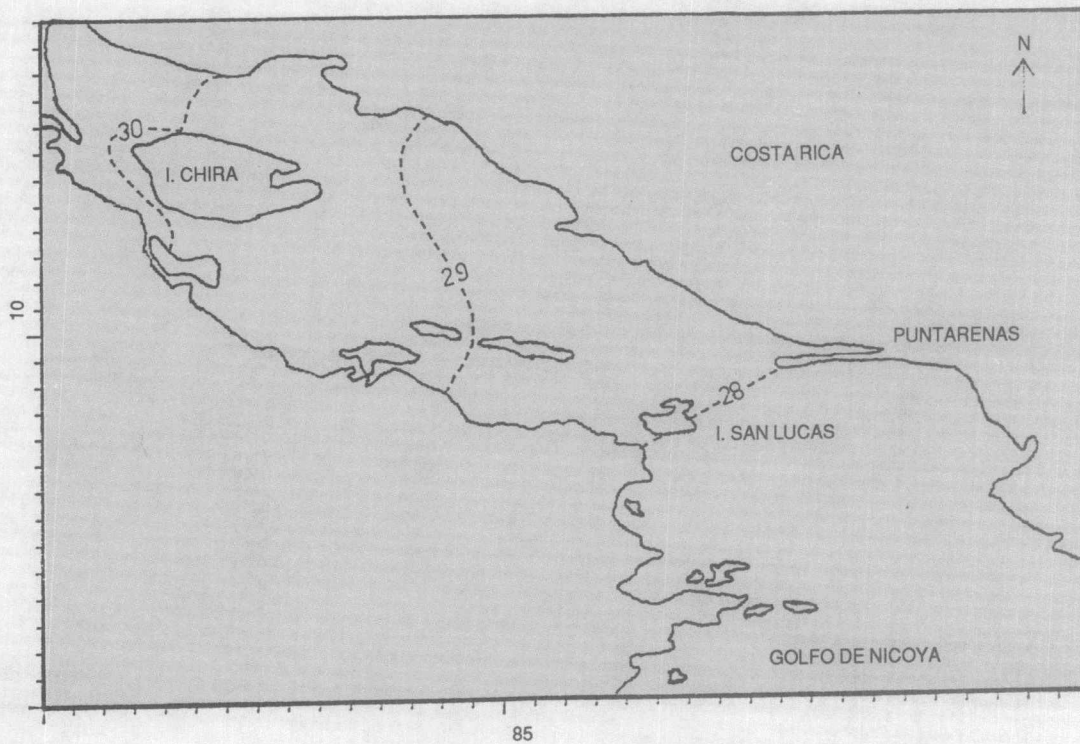 N
30
COSTA RICA
I. CHIRA
29
10
PUNTARENAS
28
I. SAN LUCAS
GOLFO DE NICOYA
85